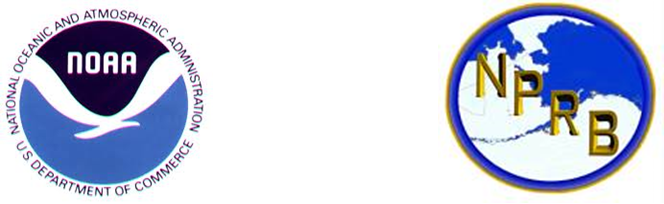 NATIONAL OCEANIC AND ATMOSPHERIC ADMINISTRATION
NOAA
U.S. DEPARTMENT OF COMMERCE
NPRB